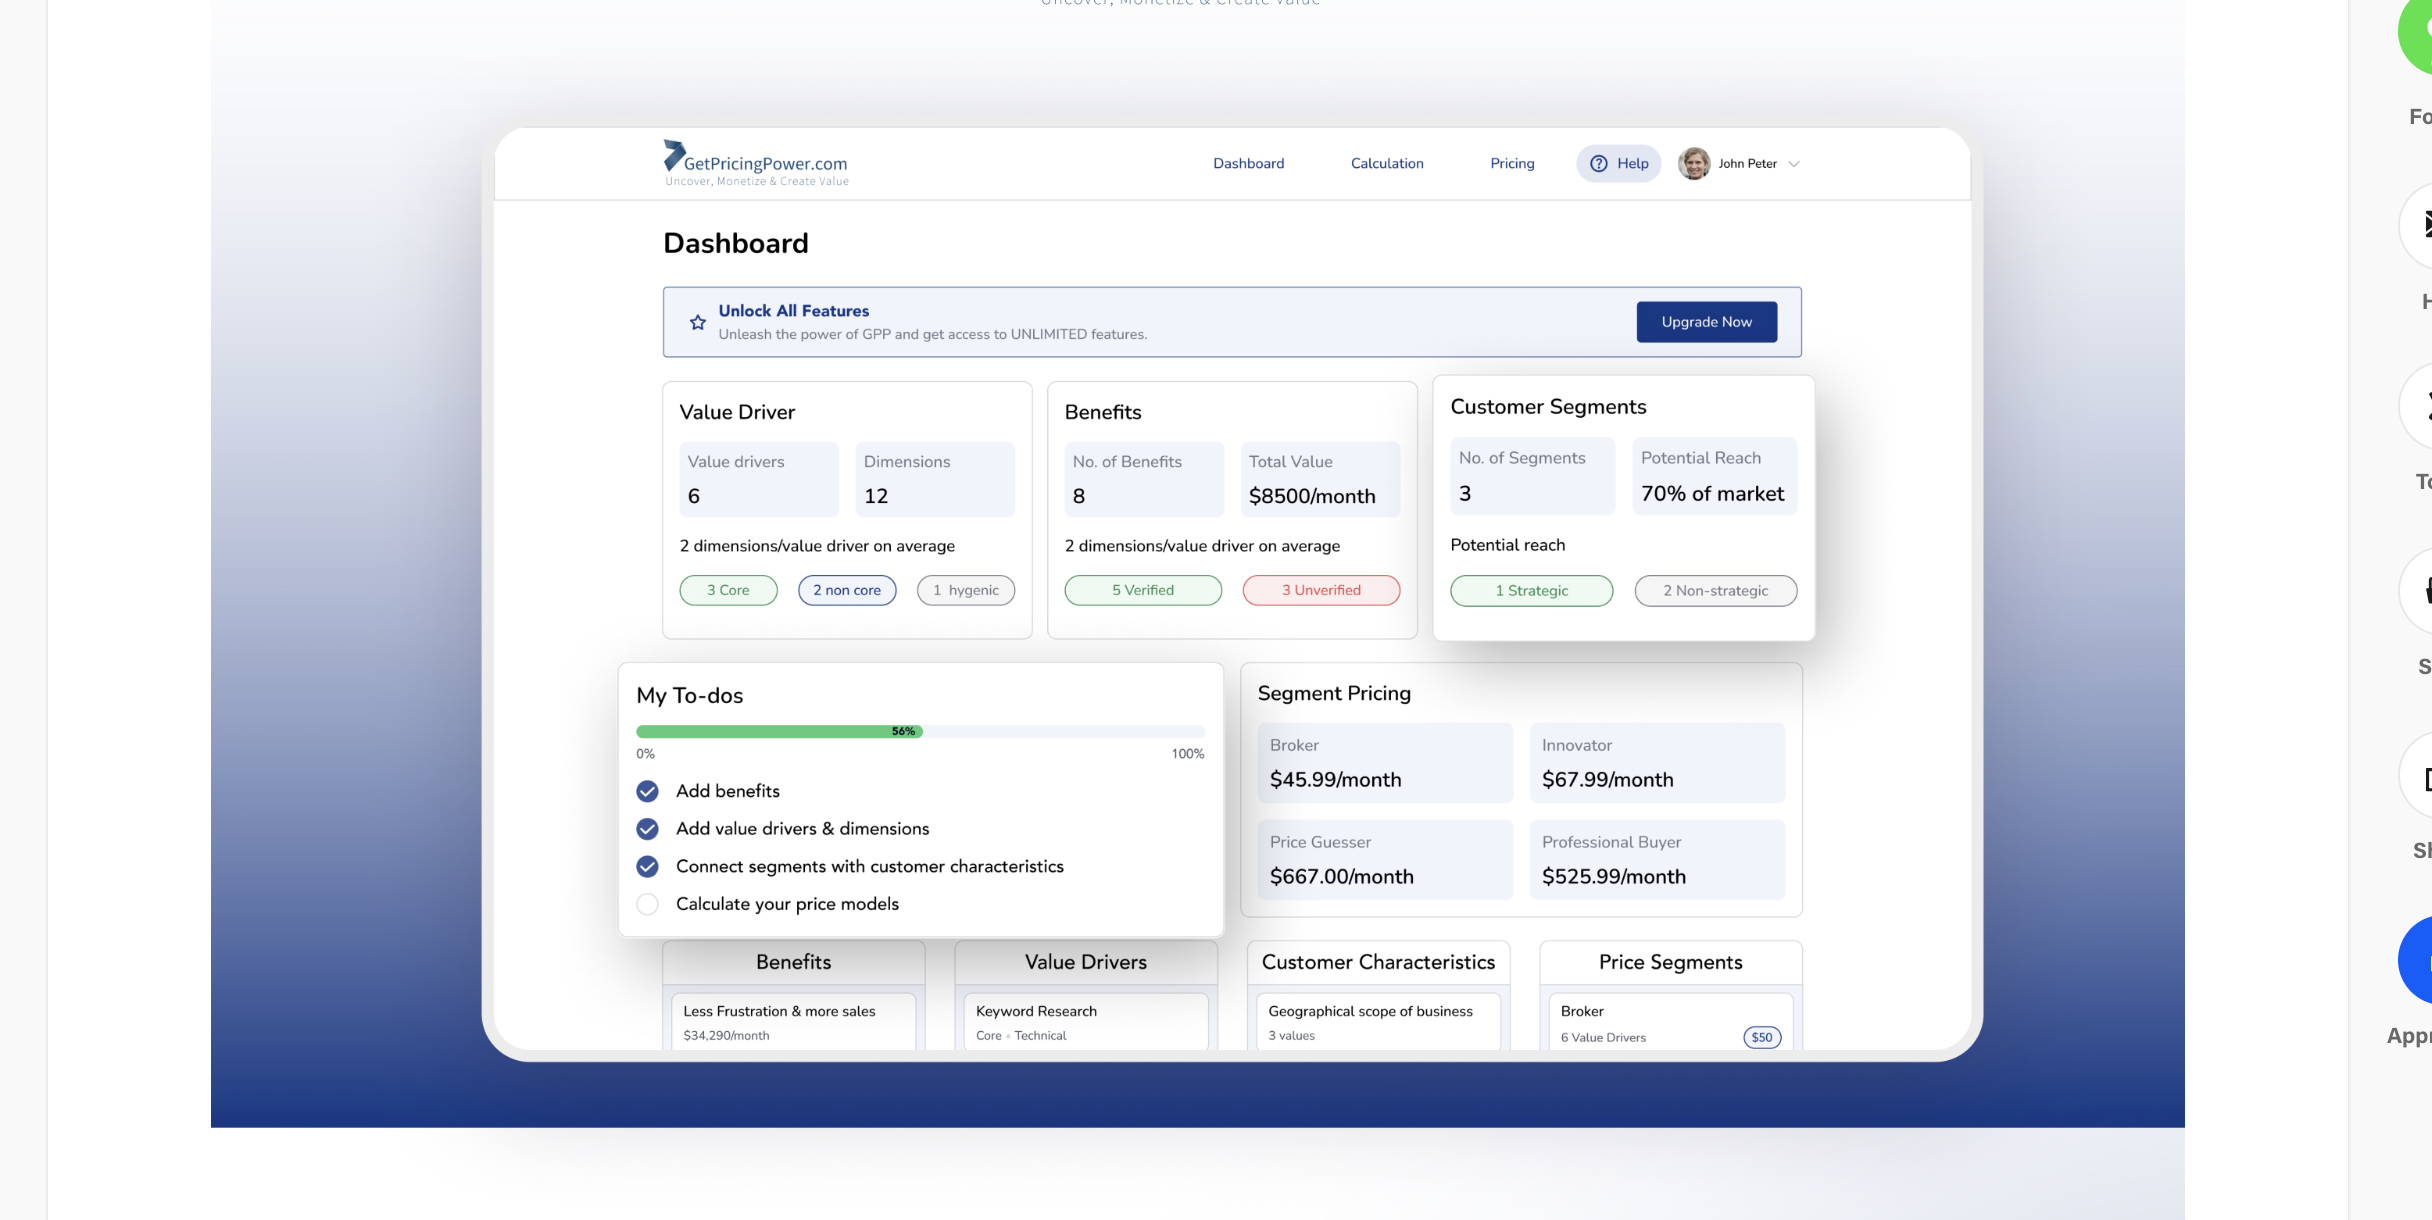 Uncover, Monetize & Create Value
GetPricingPower.com
Uncover, Monetize & Create Value
Dashboard
Calculation
Pricing
Help
John Peter
Dashboard
Unlock All Features
Unleash the power of GPP and get access to UNLIMITED features.
Upgrade Now
Value Driver
Value drivers
6
Dimensions
12
2 dimensions/value driver on average
3 Core
2 non core
1 hygenic
Benefits
No. of Benefits
8
Total Value
$8500/month
2 dimensions/value driver on average
5 Verified
3 Unverified
Customer Segments
No. of Segments
3
Potential Reach
70% of market
Potential reach
1 Strategic
2 Non-strategic
My To-dos
56%
0%
100%
Add benefits
Add value drivers & dimensions
Connect segments with customer characteristics
Calculate your price models
Segment Pricing
Broker
$45.99/month
Innovator
$67.99/month
Price Guesser
$667.00/month
Professional Buyer
$525.99/month
Benefits
Less Frustration & more sales
$34,290/month
Value Drivers
Keyword Research
Core • Technical
Customer Characteristics
Geographical scope of business
3 values
Price Segments
Broker
6 Value Drivers
$50